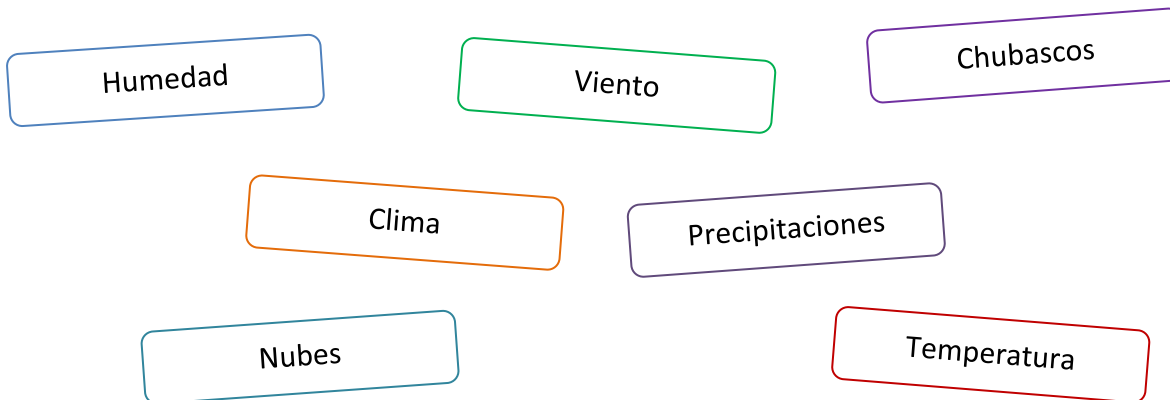 Humedad
Viento
Chubascos
Clima
Precipitaciones
Nubes
Temperatura